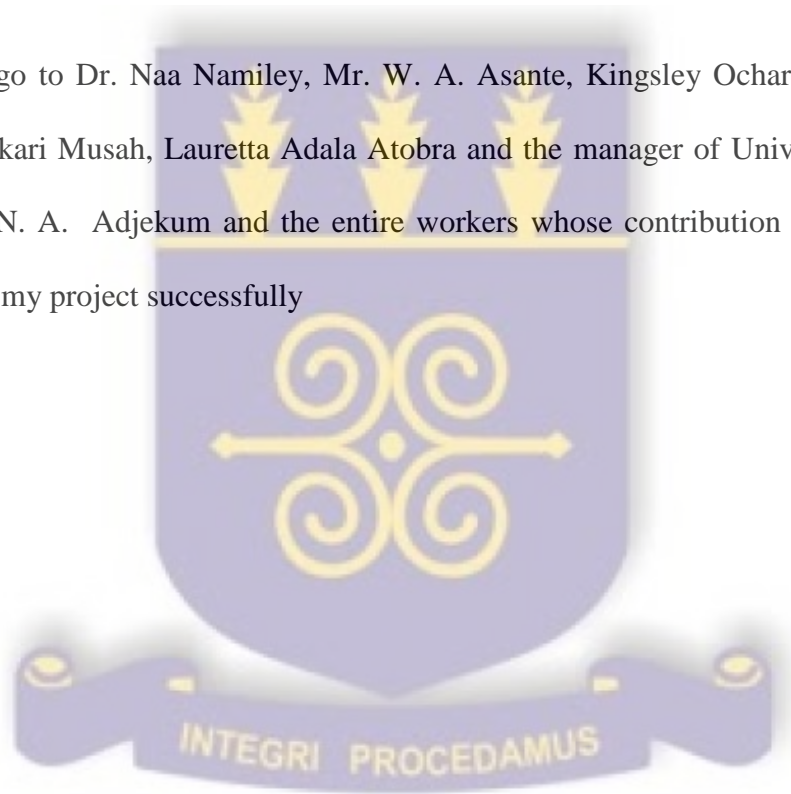 go to Dr. Naa Namiley, Mr. W. A. Asante, Kingsley Ochar
kari Musah, Lauretta Adala Atobra and the manager of Univ
N. A. Adjekum and the entire workers whose contribution
my project successfully
INTEGRI PROCEDAMUS